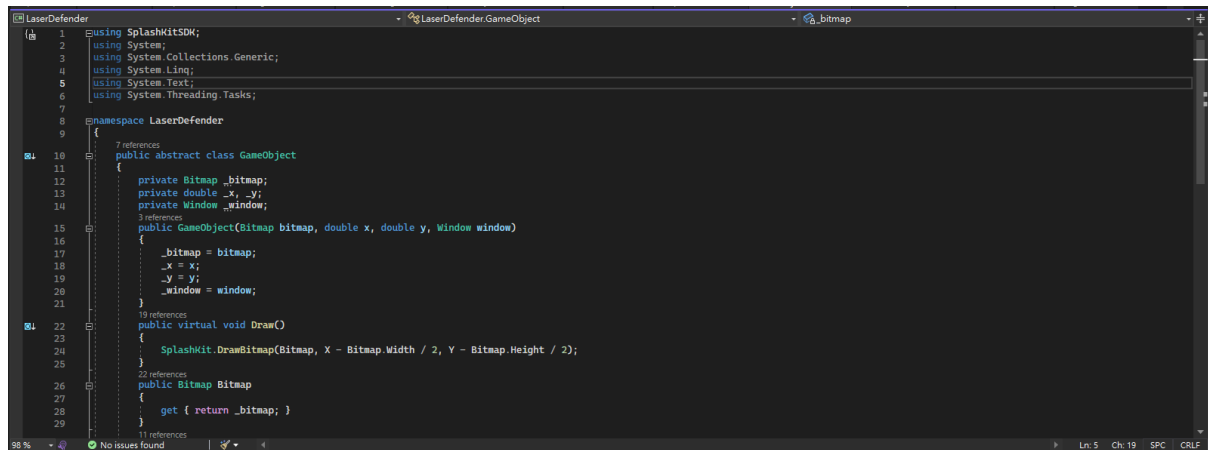 LaserDefender LaserDefender.GameObject _bitmap
1 using SplashKitSDK;
2 using System;
3 using System.Collections.Generic;
4 using System.Linq;
5 using System.Text;
6 using System.Threading.Tasks;
7
8 namespace LaserDefender
9 {
7 references
10 public abstract class GameObject
11 {
12 private Bitmap _bitmap;
13 private double _x, _y;
14 private Window _window;
3 references
15 public GameObject(Bitmap bitmap, double x, double y, Window window)
16 {
17 _bitmap = bitmap;
18 _x = x;
19 _y = y;
20 _window = window;
21 }
19 references
22 public virtual void Draw()
23 {
24 SplashKit.DrawBitmap(Bitmap, X - Bitmap.Width / 2, Y - Bitmap.Height / 2);
25 }
22 references
26 public Bitmap Bitmap
27 {
28 get { return _bitmap; }
29 }
11 references
98 % No issues found Ln: 5 Ch: 19 SPC CRLF